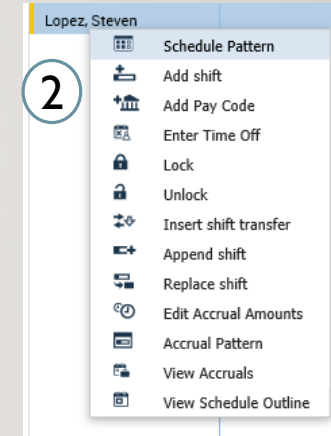 Lopez, Steven
2
Schedule Pattern
Add shift
Add Pay Code
Enter Time Off
Lock
Unlock
Insert shift transfer
Append shift
Replace shift
Edit Accrual Amounts
Accrual Pattern
View Accruals
View Schedule Outline